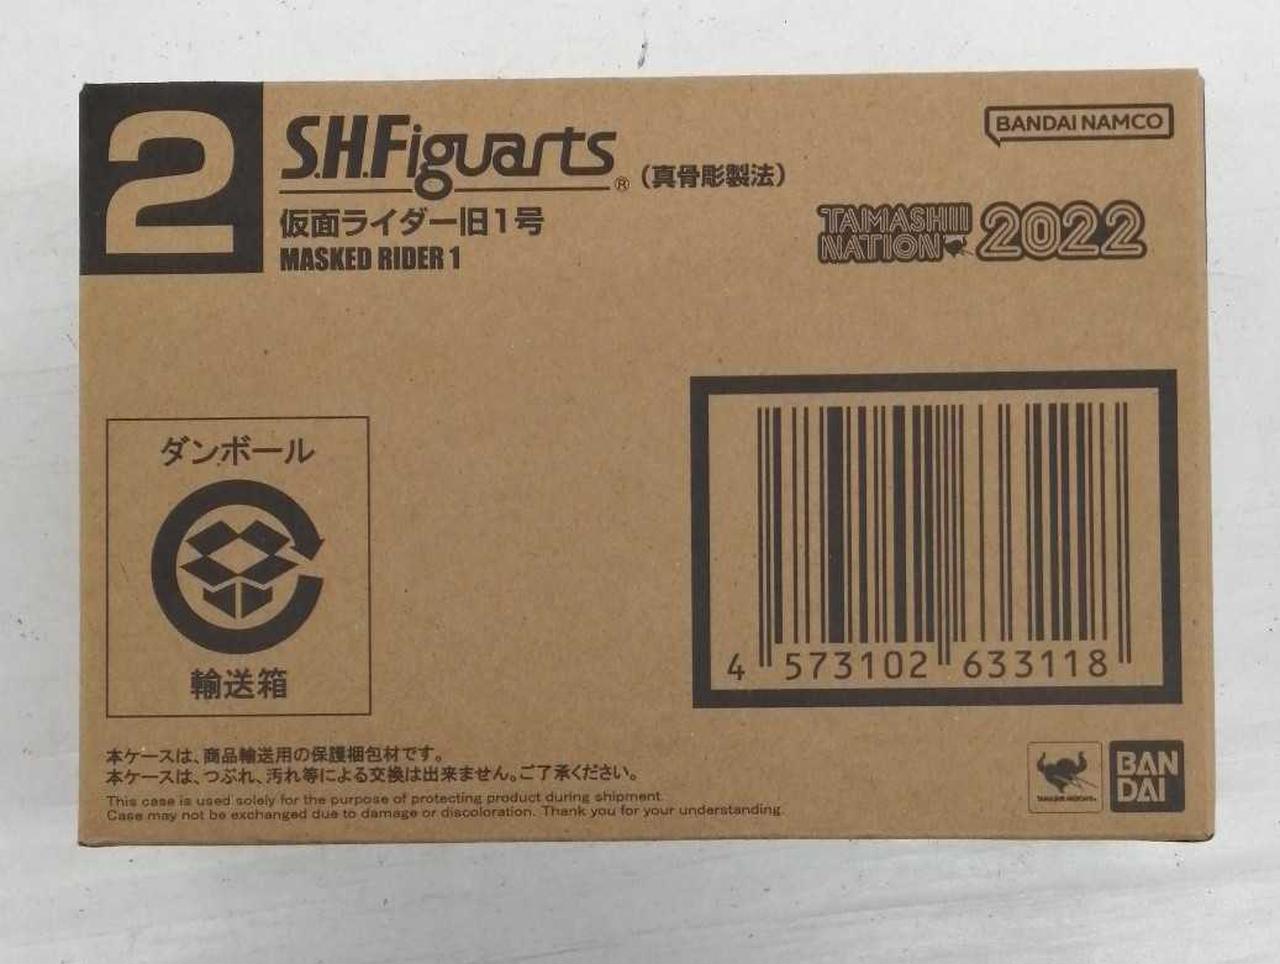 2
S.H.Figuarts® (真骨彫製法)
仮面ライダー旧1号
MASKED RIDER 1
BANDAI NAMCO
TAMASHII
NATION 2022
ダンボール
輸送箱
4 573102 633118
本ケースは、商品輸送用の保護梱包材です。
本ケースは、つぶれ、汚れ等による交換は出来ません。ご了承ください。
This case is used solely for the purpose of protecting product during shipment.
Case may not be exchanged due to damage or discoloration. Thank you for your understanding.
TAMASHII NATIONS
BAN
DAI